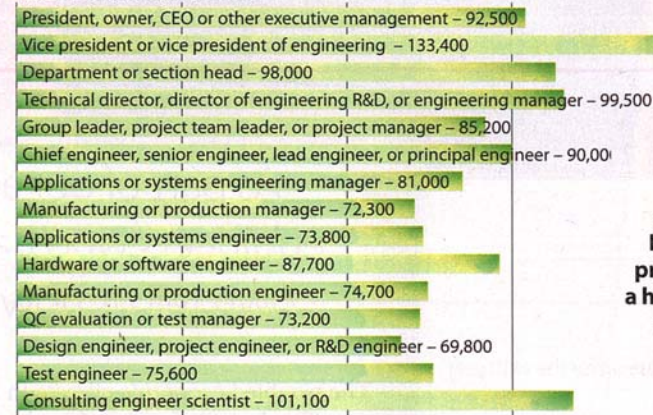 President, owner, CEO or other executive management – 92,500
Vice president or vice president of engineering – 133,400
Department or section head – 98,000
Technical director, director of engineering R&D, or engineering manager – 99,500
Group leader, project team leader, or project manager – 85,200
Chief engineer, senior engineer, lead engineer, or principal engineer –
Applications or systems engineering manager – 81,000
Manufacturing or production manager – 72,300
Applications or systems engineer – 73,800
Hardware or software engineer – 87,700
Manufacturing or production engineer – 74,700
QC evaluation or test manager – 73,200
Design engineer, project engineer, or R&D engineer – 69,800
Test engineer – 75,600
Consulting engineer scientist – 101,100
pr
a h